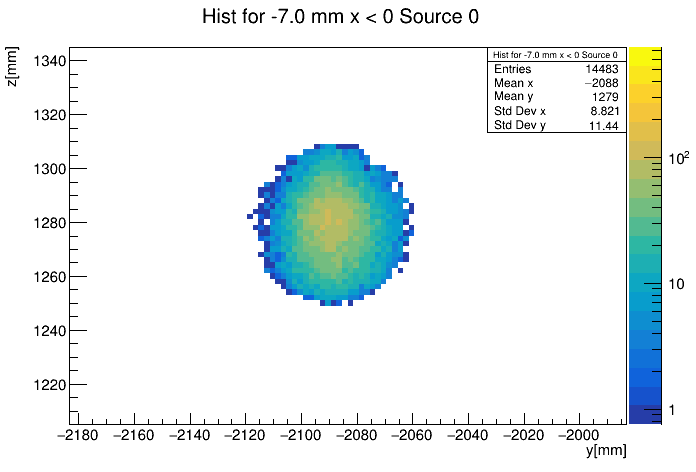 Hist for -7.0 mm x < 0 Source 0
z[mm]
1340
1320
1300
1280
1260
1240
1220
Hist for -7.0 mm x < 0 Source 0
Entries 14483
Mean x −2088
Mean y 1279
Std Dev x 8.821
Std Dev y 11.44
10²
10
1
−2180 −2160 −2140 −2120 −2100 −2080 −2060 −2040 −2020 −2000
y[mm]